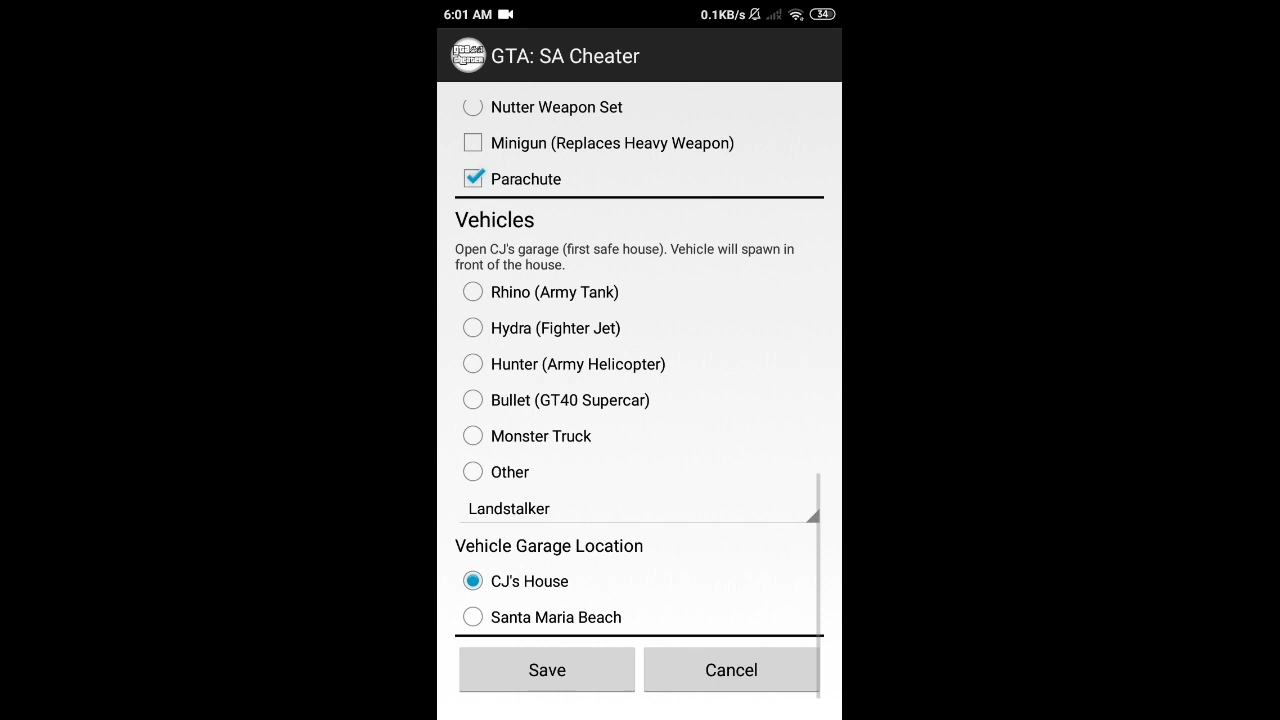 6:01 AM 0.1KB/s 34
GTA: SA Cheater
Nutter Weapon Set
Minigun (Replaces Heavy Weapon)
Parachute
Vehicles
Open CJ's garage (first safe house). Vehicle will spawn in
front of the house.
Rhino (Army Tank)
Hydra (Fighter Jet)
Hunter (Army Helicopter)
Bullet (GT40 Supercar)
Monster Truck
Other
Landstalker
Vehicle Garage Location
CJ's House
Santa Maria Beach
Save Cancel